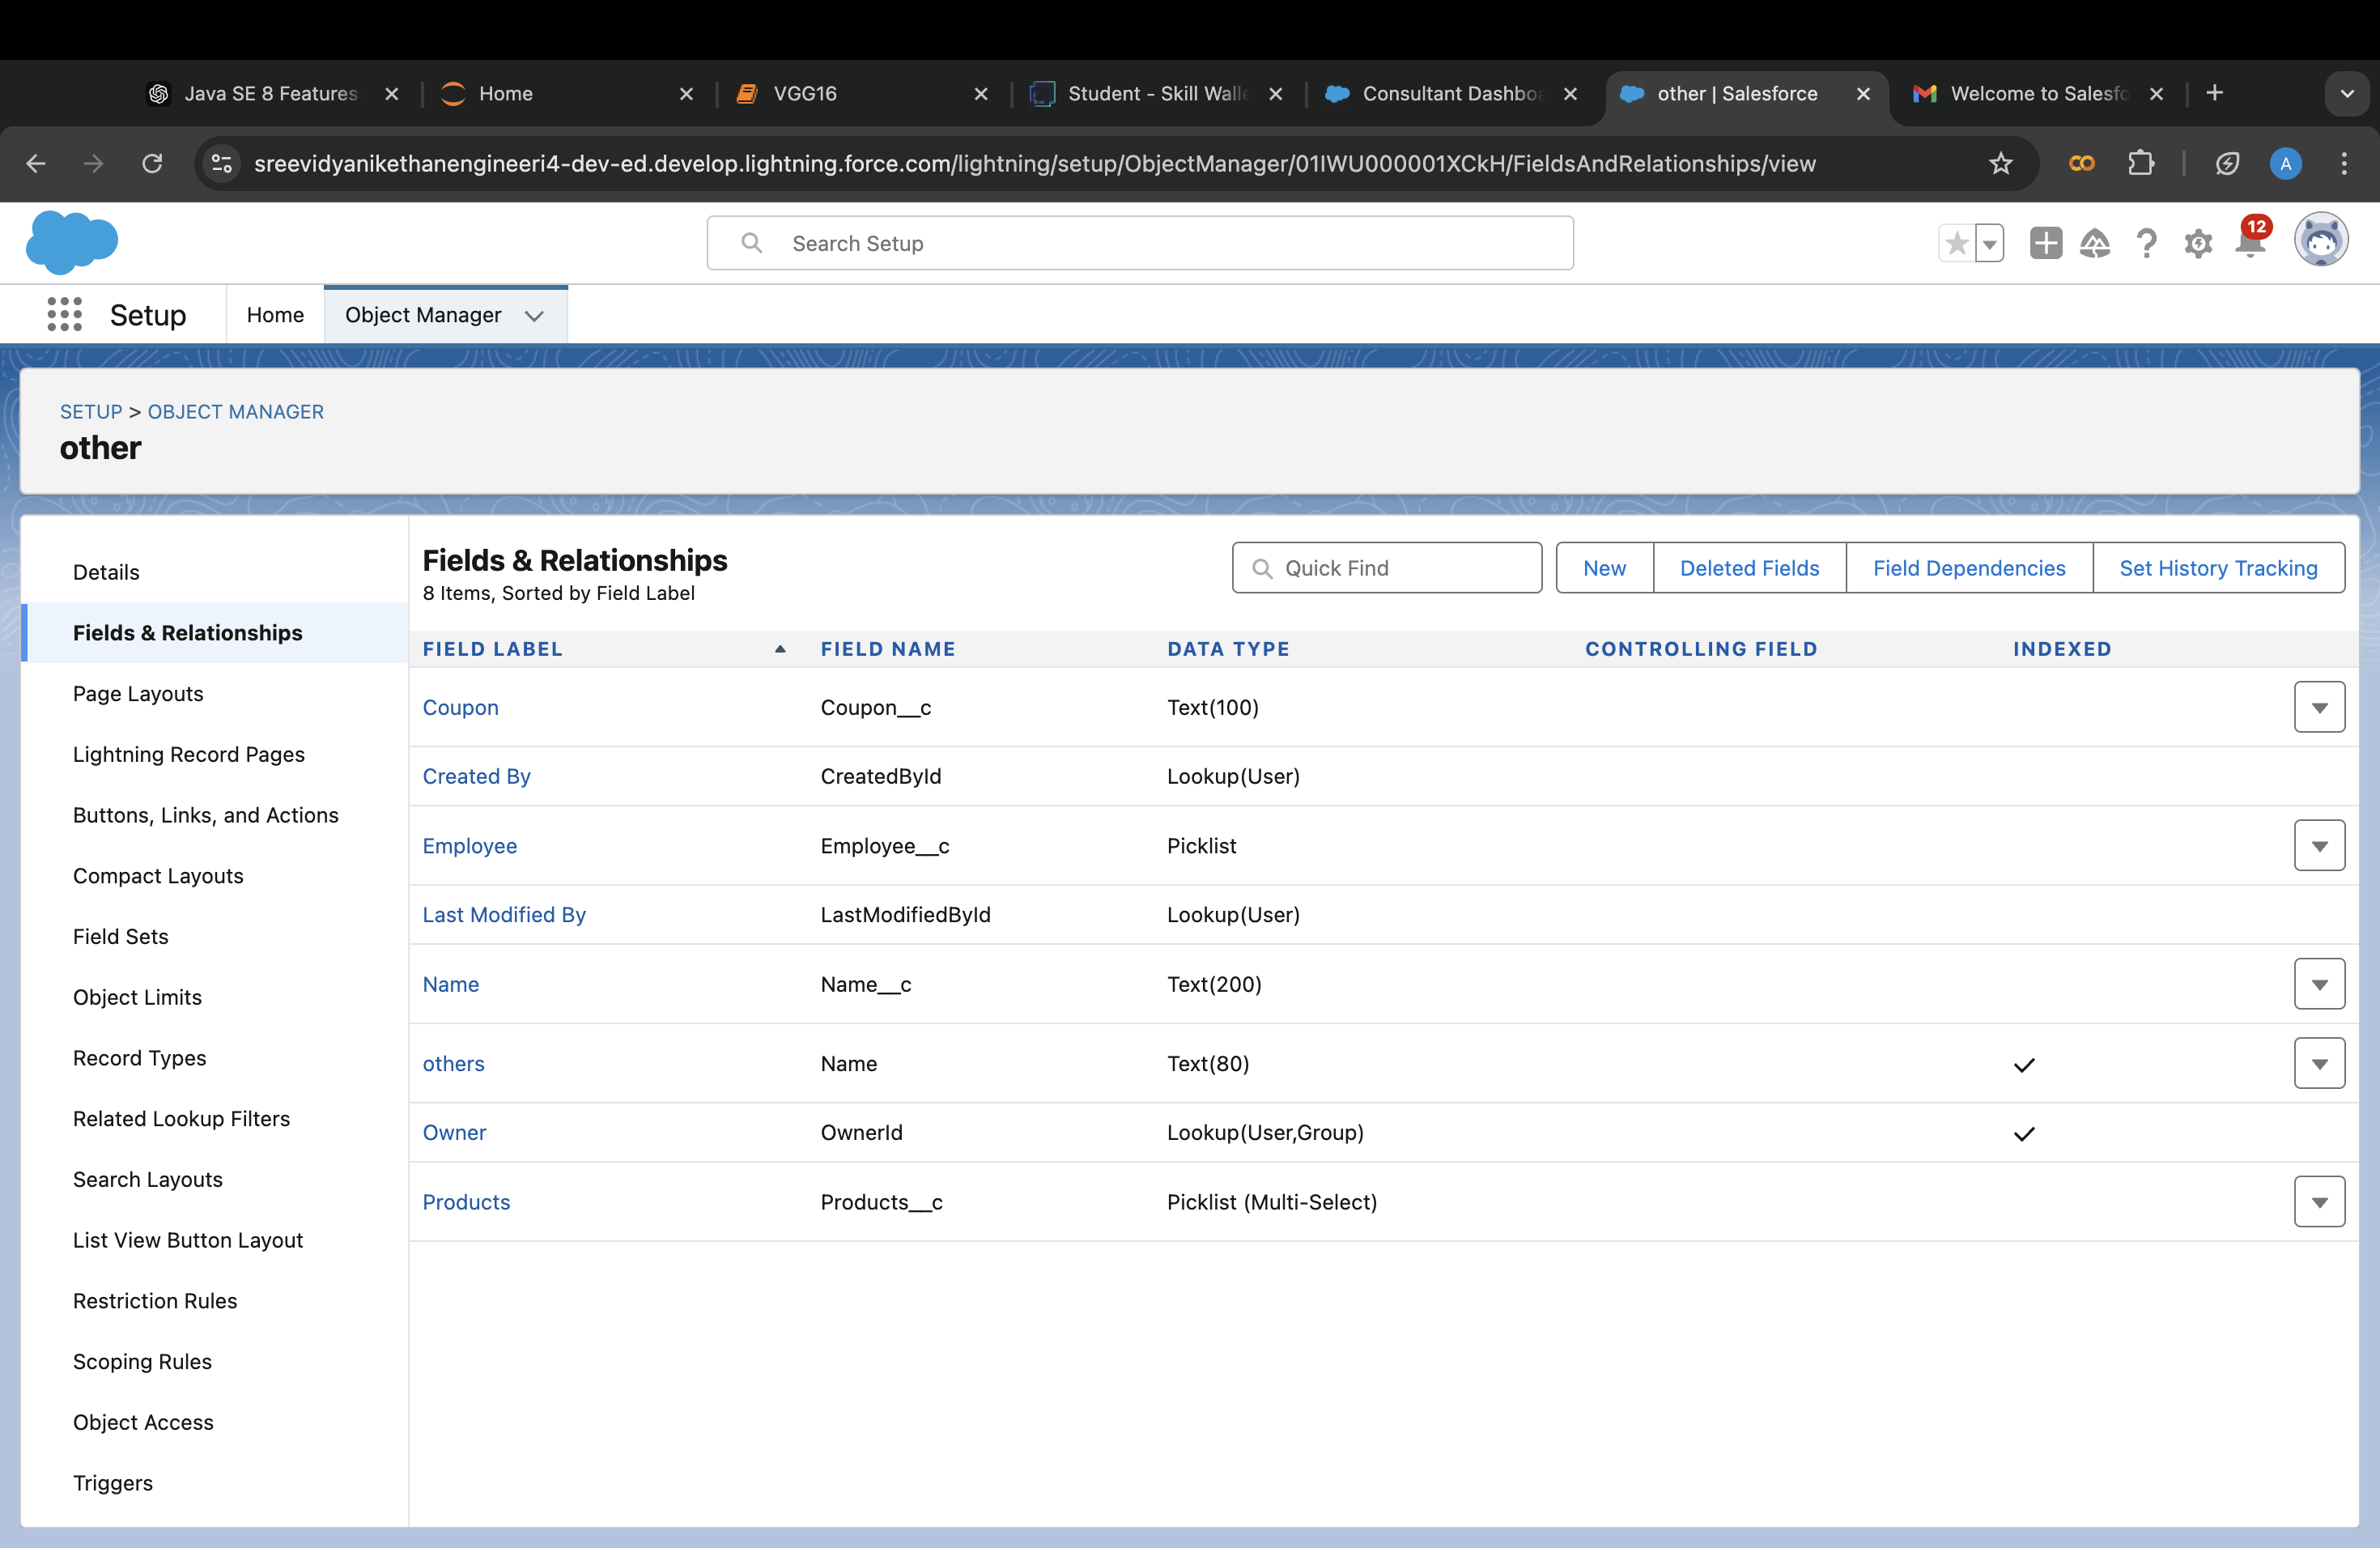 Java SE 8 Features
Home
VGG16
Student - Skill Walle
Consultant Dashboa
other | Salesforce
Welcome to Salesfo
sreevidyanikethanengineeri4-dev-ed.develop.lightning.force.com/lightning/setup/ObjectManager/01IWU000001XCkH/FieldsAndRelationships/view
A
Search Setup
12
Setup
Home
Object Manager
SETUP > OBJECT MANAGER
other
Details
Fields & Relationships
Page Layouts
Lightning Record Pages
Buttons, Links, and Actions
Compact Layouts
Field Sets
Object Limits
Record Types
Related Lookup Filters
Search Layouts
List View Button Layout
Restriction Rules
Scoping Rules
Object Access
Triggers
Fields & Relationships
8 Items, Sorted by Field Label
Quick Find
New
Deleted Fields
Field Dependencies
Set History Tracking
FIELD LABEL FIELD NAME DATA TYPE CONTROLLING FIELD INDEXED
Coupon Coupon__c Text(100)
Created By CreatedById Lookup(User)
Employee Employee__c Picklist
Last Modified By LastModifiedById Lookup(User)
Name Name__c Text(200)
others Name Text(80)
Owner OwnerId Lookup(User,Group)
Products Products__c Picklist (Multi-Select)